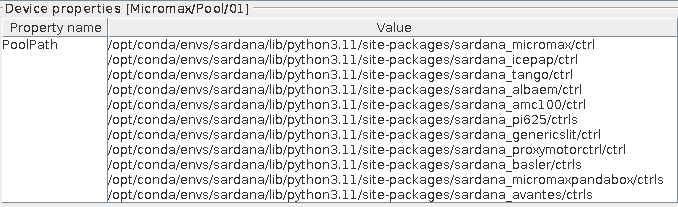 Device properties [Micromax/Pool/01]
Property name Value
PoolPath /opt/conda/envs/sardana/lib/python3.11/site-packages/sardana_micromax/ctrl
/opt/conda/envs/sardana/lib/python3.11/site-packages/sardana_icepap/ctrl
/opt/conda/envs/sardana/lib/python3.11/site-packages/sardana_tango/ctrl
/opt/conda/envs/sardana/lib/python3.11/site-packages/sardana_albaem/ctrl
/opt/conda/envs/sardana/lib/python3.11/site-packages/sardana_amc100/ctrl
/opt/conda/envs/sardana/lib/python3.11/site-packages/sardana_pi625/ctrls
/opt/conda/envs/sardana/lib/python3.11/site-packages/sardana_genericslit/ctrl
/opt/conda/envs/sardana/lib/python3.11/site-packages/sardana_proxymotorctrl/ctrl
/opt/conda/envs/sardana/lib/python3.11/site-packages/sardana_basler/ctrls
/opt/conda/envs/sardana/lib/python3.11/site-packages/sardana_micromaxpandabox/ctrls
/opt/conda/envs/sardana/lib/python3.11/site-packages/sardana_avantes/ctrls